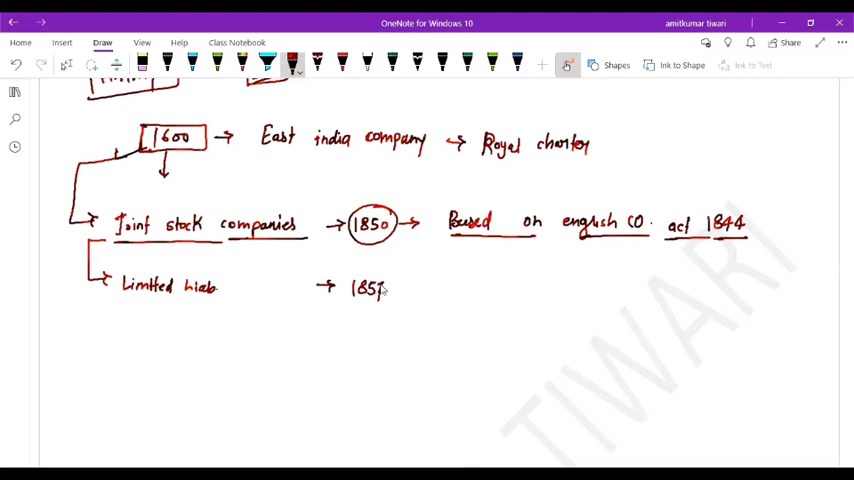 OneNote for Windows 10
amitkumar tiwari
Home Insert Draw View Help Class Notebook
Share
Shapes Ink to Shape Ink to Text
1600 → East india company → Royal charter
Joint stock companies → 1850 → Based on english co. act 1844
Limited Liab. → 1857
TIWARI